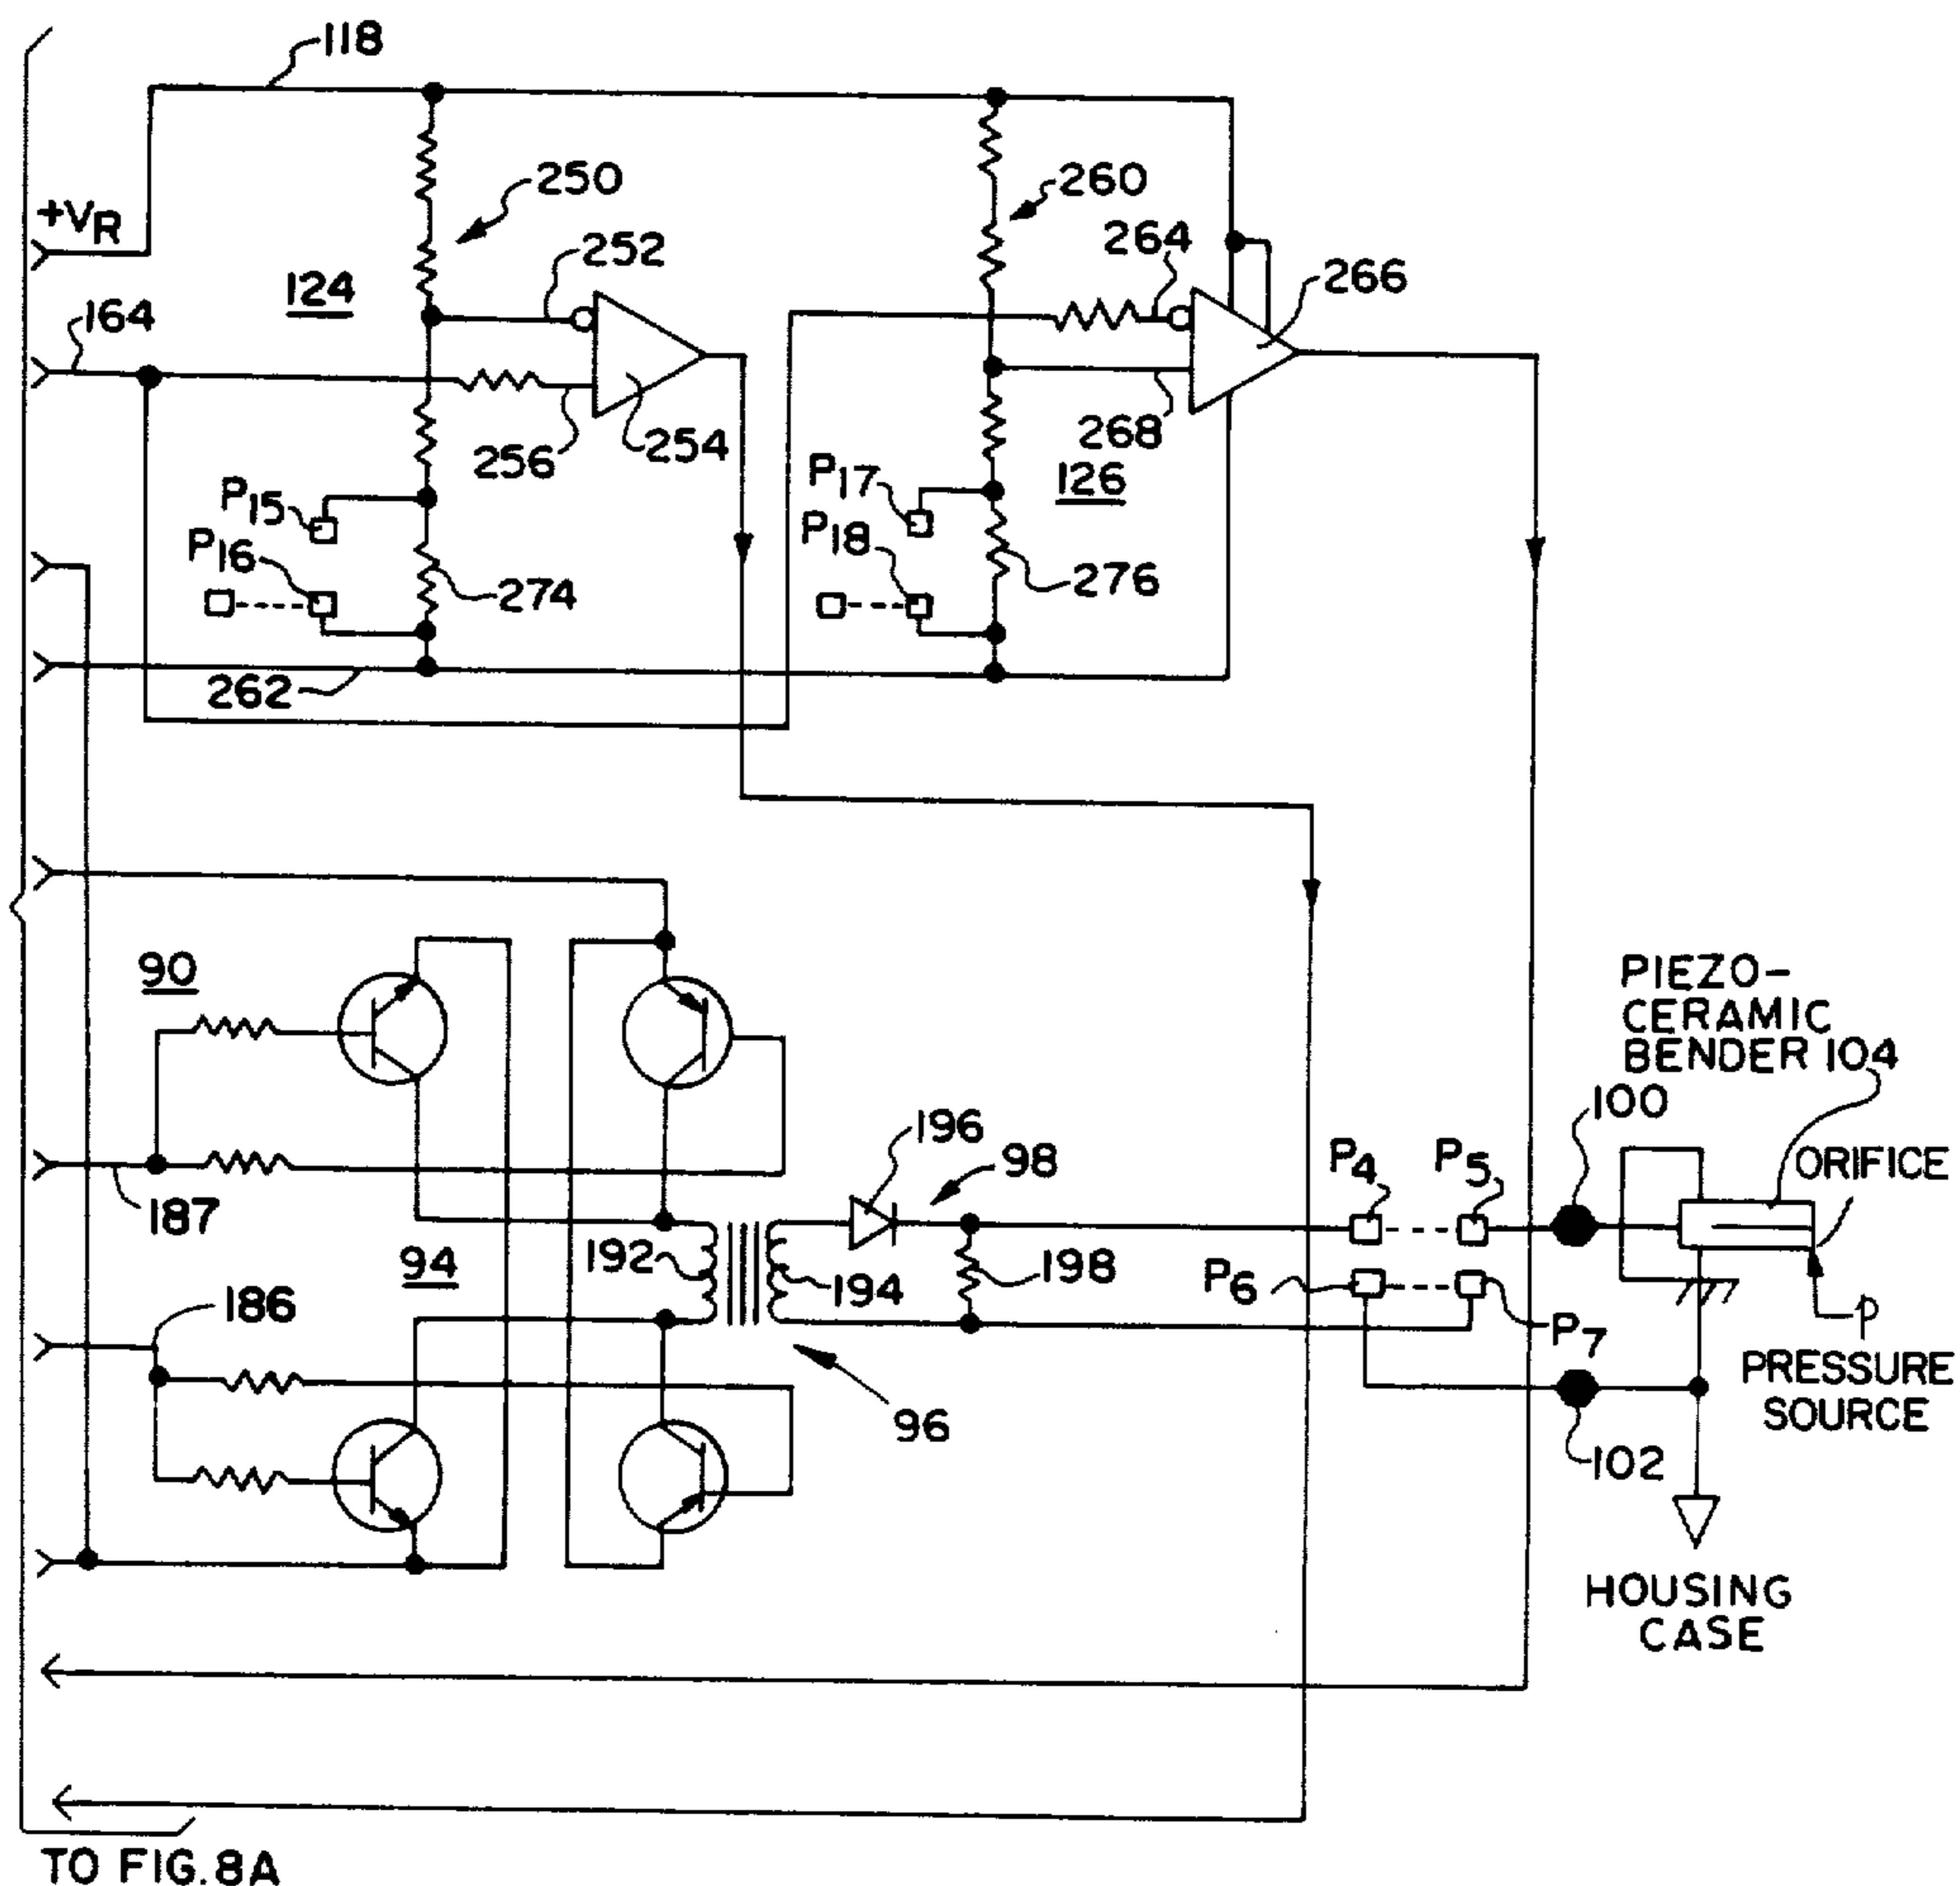 118
+VR
250
260
252
264
266
124
164
256
254
268
126
P15
P17
P16
P18
274
276
262
90
PIEZO-
CERAMIC
BENDER 104
100
196
98
P4
P5
ORIFICE
187
94
192
194
198
P6
P7
P
186
PRESSURE
SOURCE
96
102
HOUSING
CASE
TO FIG. 8A